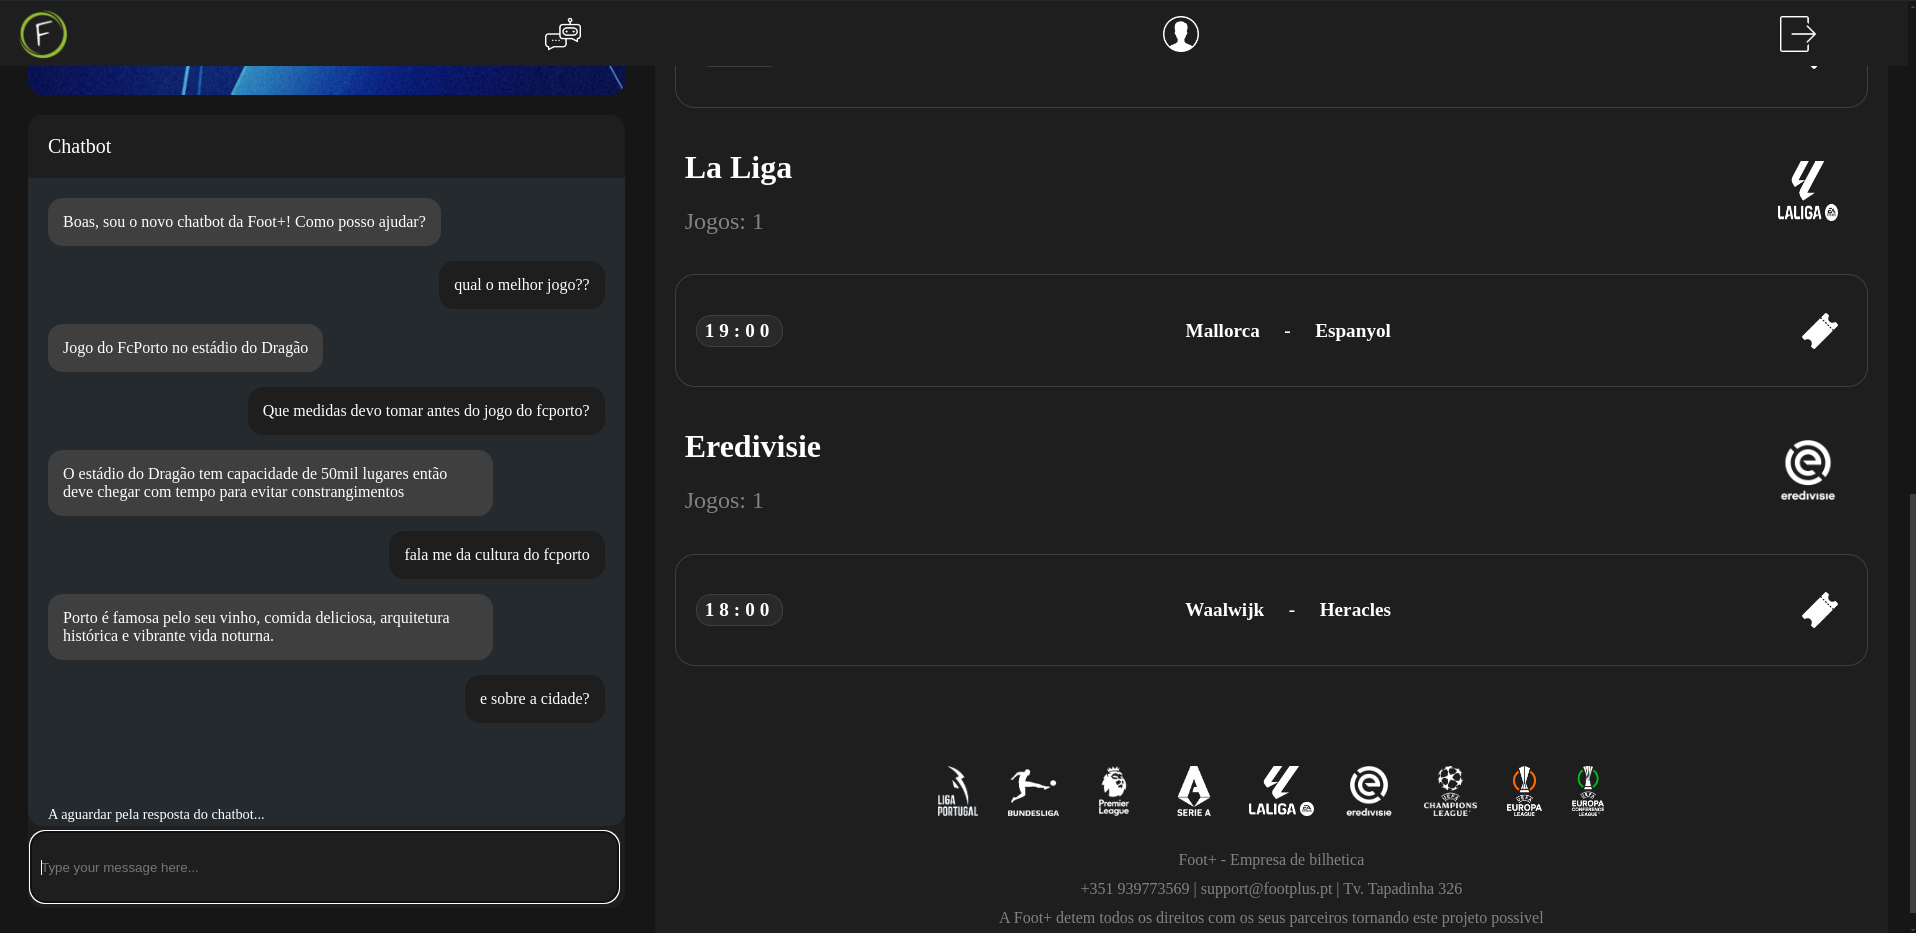 F
Chatbot
Boas, sou o novo chatbot da Foot+! Como posso ajudar?
qual o melhor jogo??
Jogo do FcPorto no estádio do Dragão
Que medidas devo tomar antes do jogo do fcporto?
O estádio do Dragão tem capacidade de 50mil lugares então
deve chegar com tempo para evitar constrangimentos
fala me da cultura do fcporto
Porto é famosa pelo seu vinho, comida deliciosa, arquitetura
histórica e vibrante vida noturna.
e sobre a cidade?
A aguardar pela resposta do chatbot...
Type your message here...
La Liga
LALIGA
Jogos: 1
19:00
Mallorca - Espanyol
Eredivisie
eredivisie
Jogos: 1
18:00
Waalwijk - Heracles
LIGA
PORTUGAL
BUNDESLIGA
Premier
League
SERIE A
LALIGA
eredivisie
UEFA
CHAMPIONS
LEAGUE
UEFA
EUROPA
LEAGUE
UEFA
EUROPA
CONFERENCE
LEAGUE
Foot+ - Empresa de bilhetica
+351 939773569 | support@footplus.pt | Tv. Tapadinha 326
A Foot+ detem todos os direitos com os seus parceiros tornando este projeto possivel